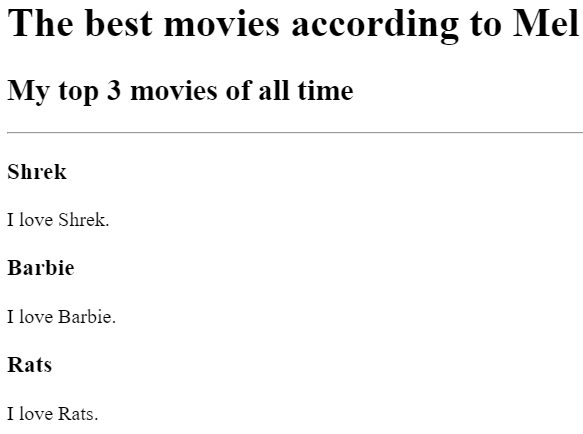 The best movies according to Mel
My top 3 movies of all time
Shrek
I love Shrek.
Barbie
I love Barbie.
Rats
I love Rats.